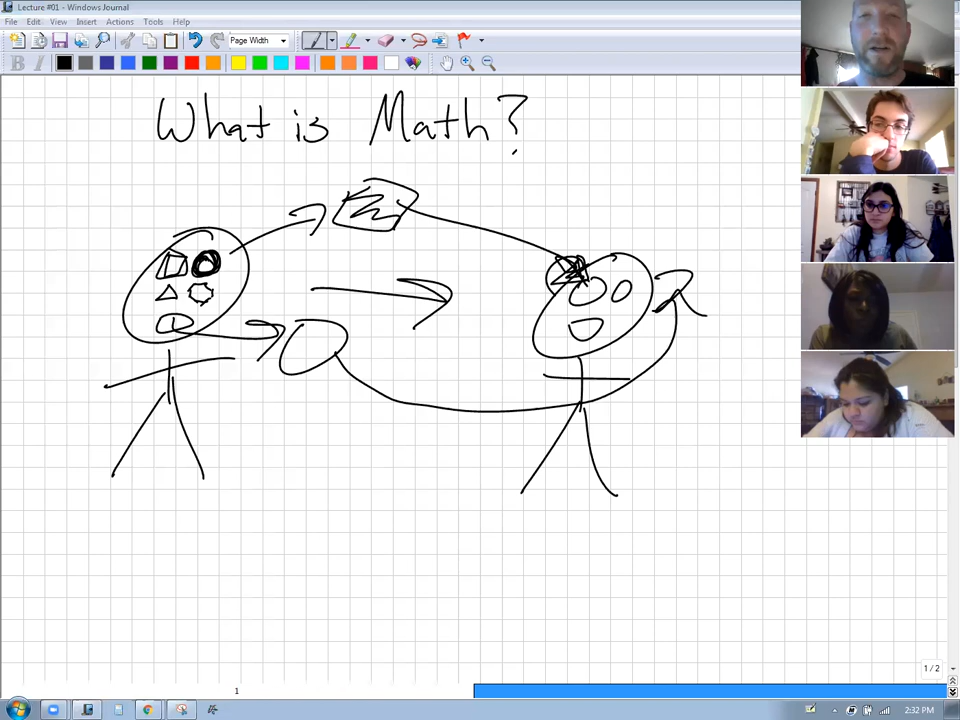 Lecture #01 - Windows Journal
File Edit View Insert Actions Tools Help
Page Width
B I
What is Math?
1 / 2
1
2:32 PM